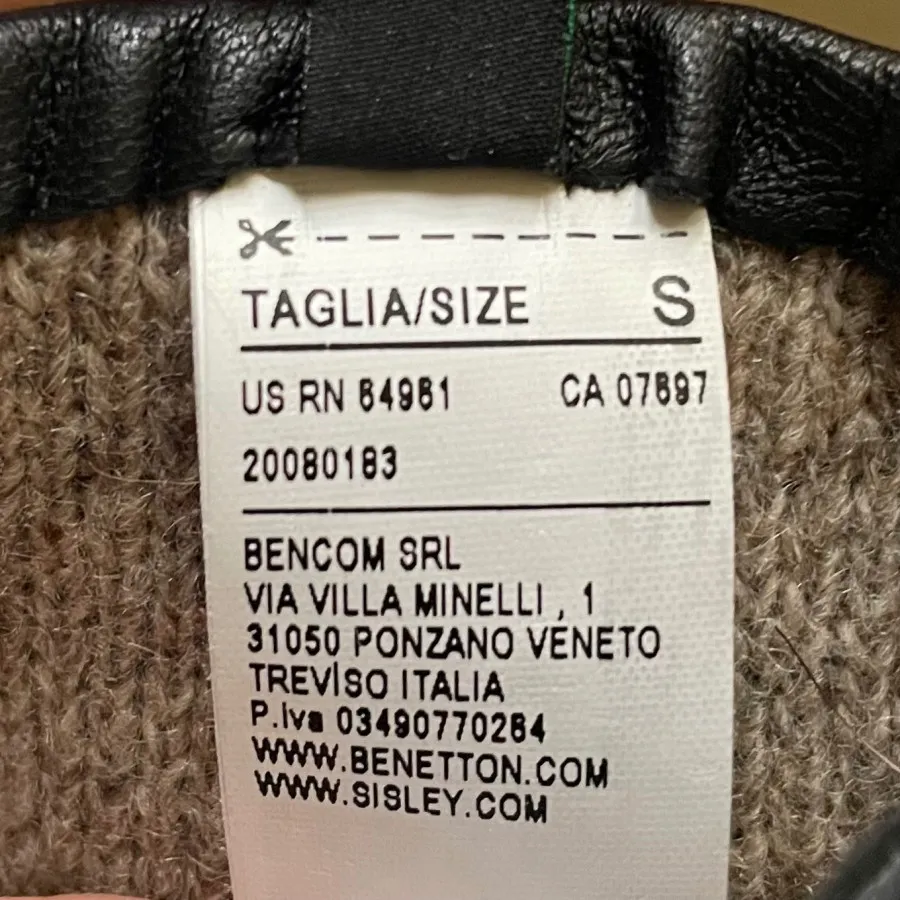 TAGLIA/SIZE S
US RN 64961 CA 07697
20080183
BENCOM SRL
VIA VILLA MINELLI , 1
31050 PONZANO VENETO
TREVISO ITALIA
P.Iva 03490770264
WWW.BENETTON.COM
WWW.SISLEY.COM